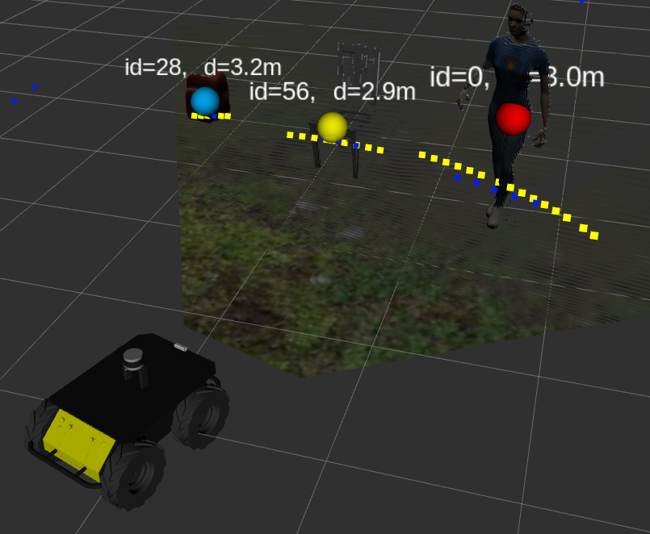 id=28, d=3.2m
id=56, d=2.9m
id=0, =3.0m